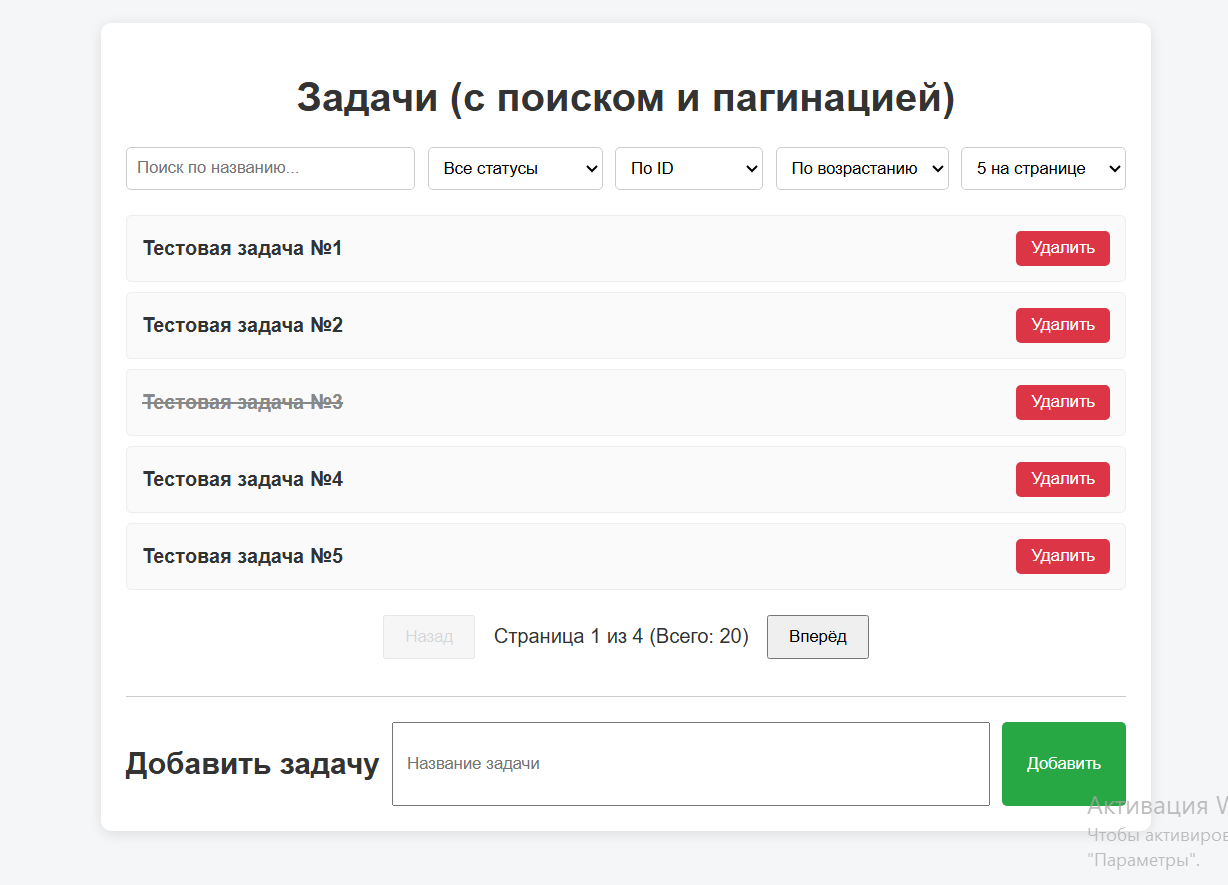 Задачи (с поиском и пагинацией)
Поиск по названию... Все статусы По ID По возрастанию 5 на странице
Тестовая задача №1 Удалить
Тестовая задача №2 Удалить
Тестовая задача №3 Удалить
Тестовая задача №4 Удалить
Тестовая задача №5 Удалить
Назад Страница 1 из 4 (Всего: 20) Вперёд
Добавить задачу Название задачи Добавить
Активация W
Чтобы активиров
"Параметры".